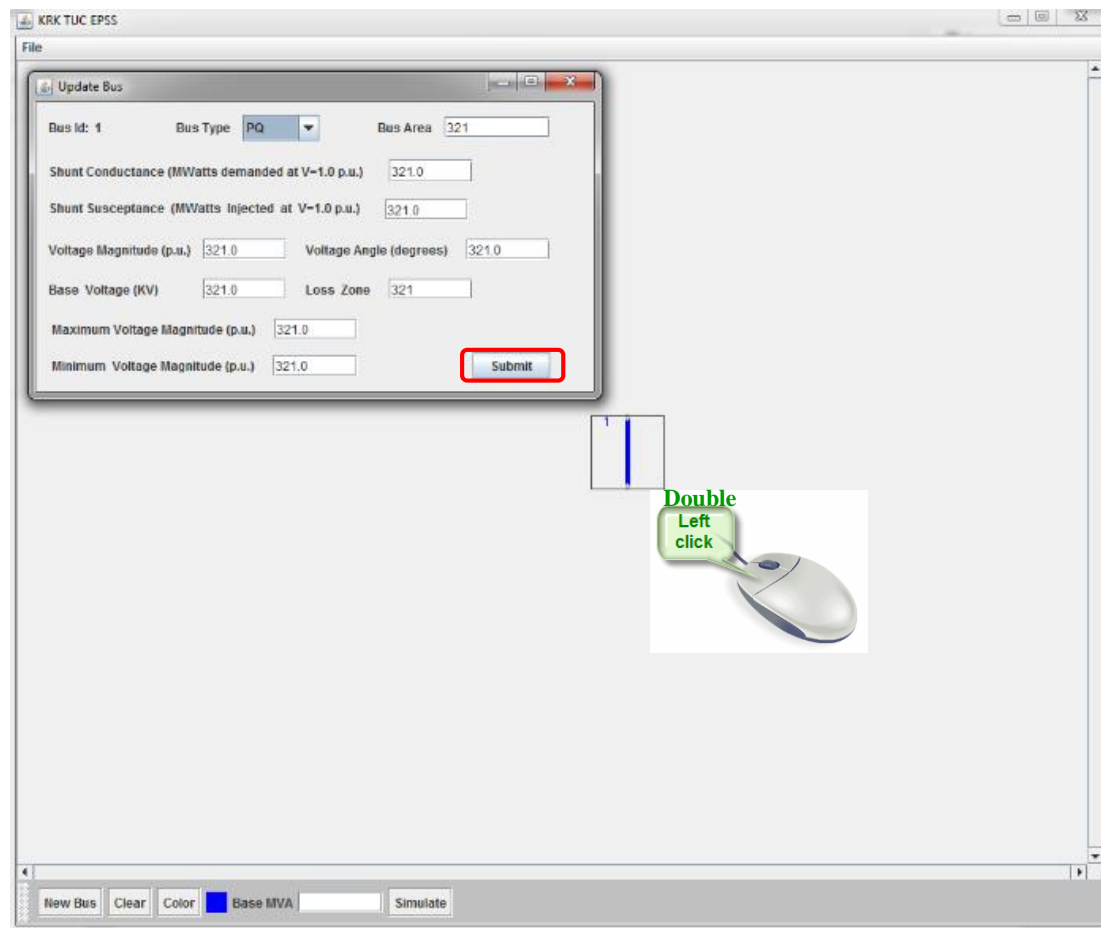 KRK TUC EPSS
File
Update Bus
Bus Id: 1 Bus Type PQ Bus Area 321
Shunt Conductance (MWatts demanded at V=1.0 p.u.) 321.0
Shunt Susceptance (MWatts Injected at V=1.0 p.u.) 321.0
Voltage Magnitude (p.u.) 321.0 Voltage Angle (degrees) 321.0
Base Voltage (KV) 321.0 Loss Zone 321
Maximum Voltage Magnitude (p.u.) 321.0
Minimum Voltage Magnitude (p.u.) 321.0 Submit
1
Double
Left
click
New Bus Clear Color Base MVA Simulate